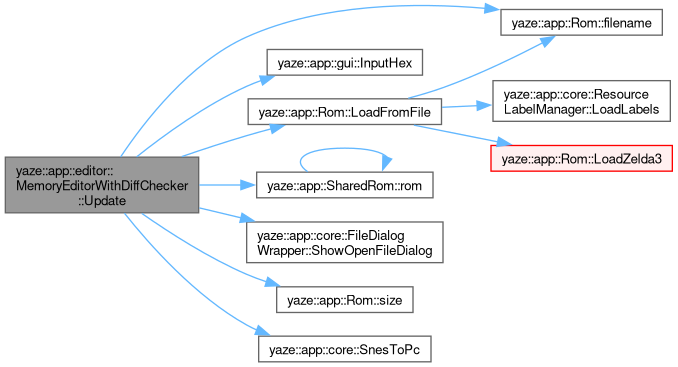 yaze::app::editor::
MemoryEditorWithDiffChecker
::Update
yaze::app::Rom::filename
yaze::app::gui::InputHex
yaze::app::Rom::LoadFromFile
yaze::app::core::Resource
LabelManager::LoadLabels
yaze::app::Rom::LoadZelda3
yaze::app::SharedRom::rom
yaze::app::core::FileDialog
Wrapper::ShowOpenFileDialog
yaze::app::Rom::size
yaze::app::core::SnesToPc